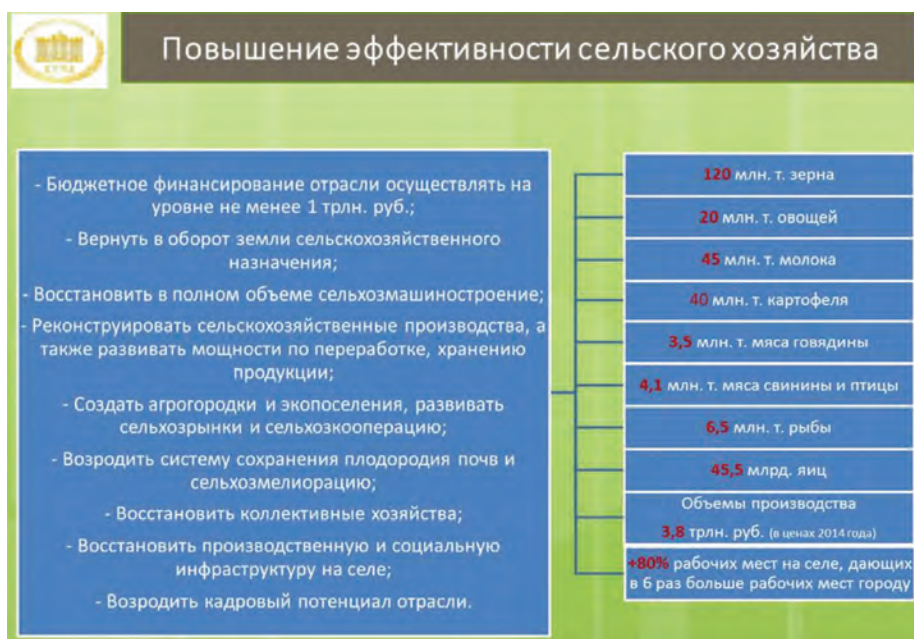 Повышение эффективности сельского хозяйства
- Бюджетное финансирование отрасли осуществлять на
уровне не менее 1 трлн. руб.;
- Вернуть в оборот земли сельскохозяйственного
назначения;
- Восстановить в полном объеме сельхозмашиностроение;
- Реконструировать сельскохозяйственные производства, а
также развивать мощности по переработке, хранению
продукции;
- Создать агрогородки и экопоселения, развивать
сельхозрынки и сельхозкооперацию;
- Возродить систему сохранения плодородия почв и
сельхозмелиорацию;
- Восстановить коллективные хозяйства;
- Восстановить производственную и социальную
инфраструктуру на селе;
- Возродить кадровый потенциал отрасли.
120 млн. т. зерна
20 млн. т. овощей
45 млн. т. молока
40 млн. т. картофеля
3,5 млн. т. мяса говядины
4,1 млн. т. мяса свинины и птицы
6,5 млн. т. рыбы
45,5 млрд. яиц
Объемы производства
3,8 трлн. руб. (в ценах 2014 года)
+80% рабочих мест на селе, дающих
в 6 раз больше рабочих мест городу